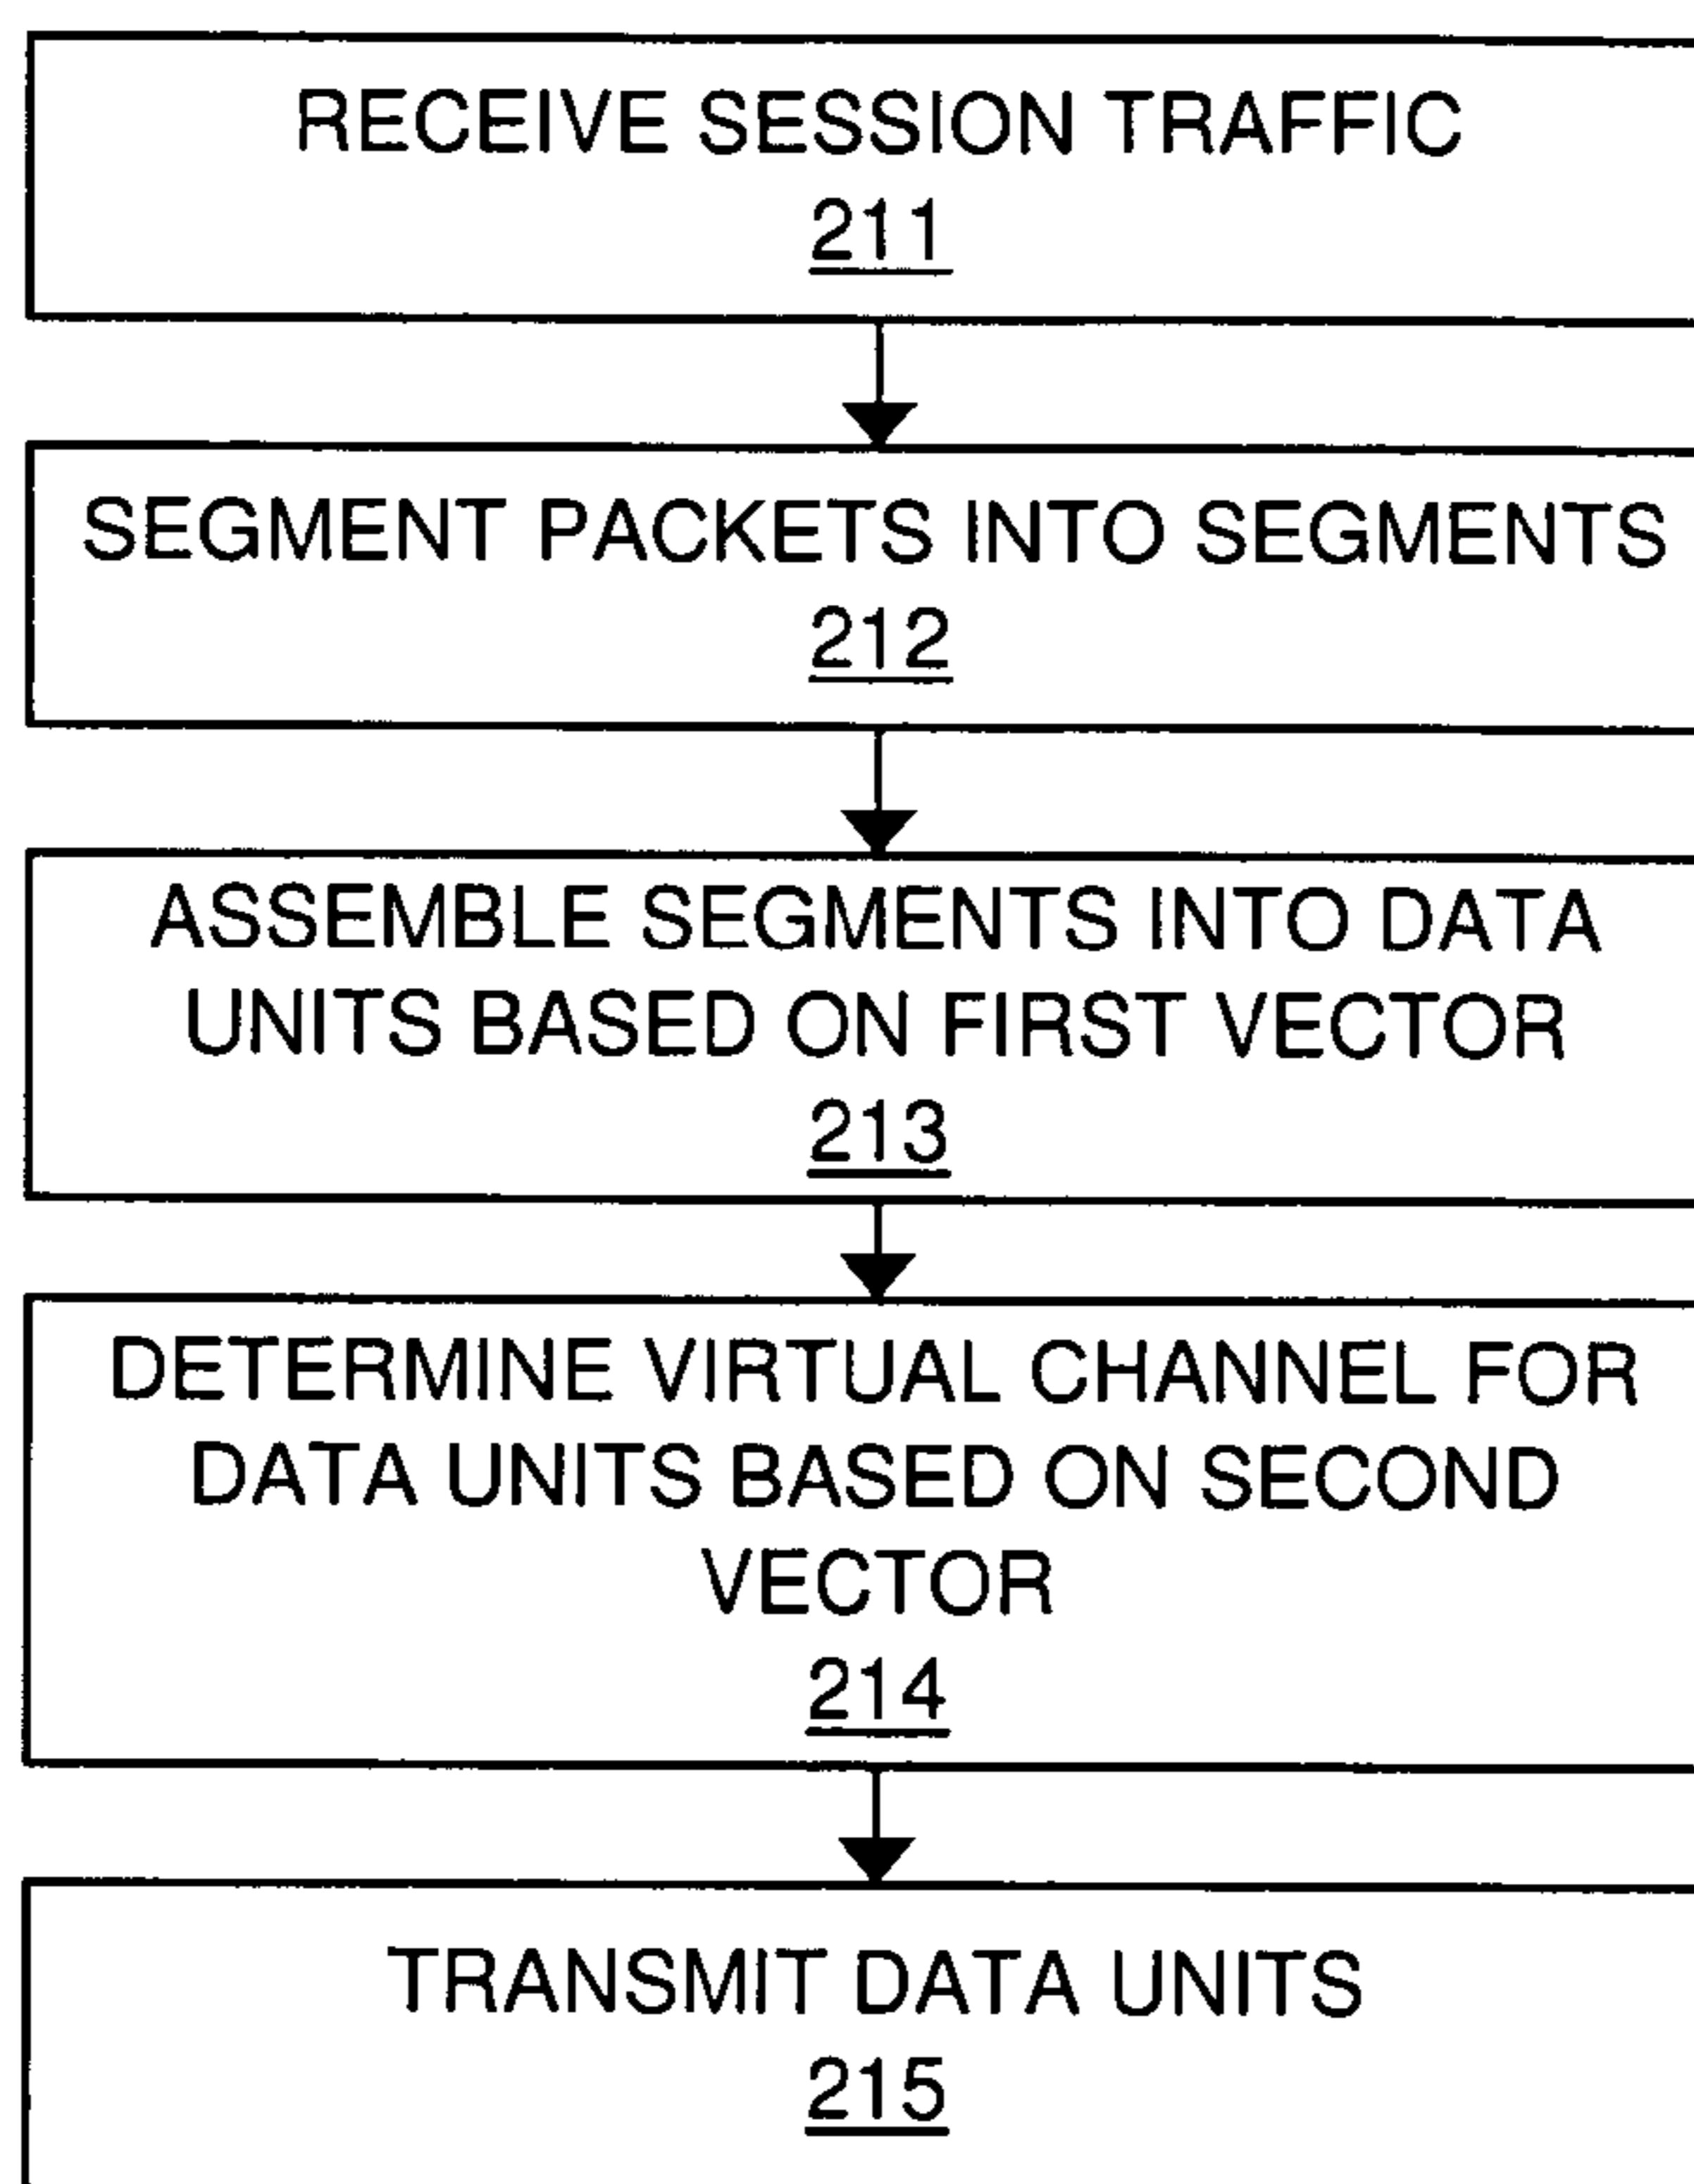 RECEIVE SESSION TRAFFIC
211
SEGMENT PACKETS INTO SEGMENTS
212
ASSEMBLE SEGMENTS INTO DATA
UNITS BASED ON FIRST VECTOR
213
DETERMINE VIRTUAL CHANNEL FOR
DATA UNITS BASED ON SECOND
VECTOR
214
TRANSMIT DATA UNITS
215